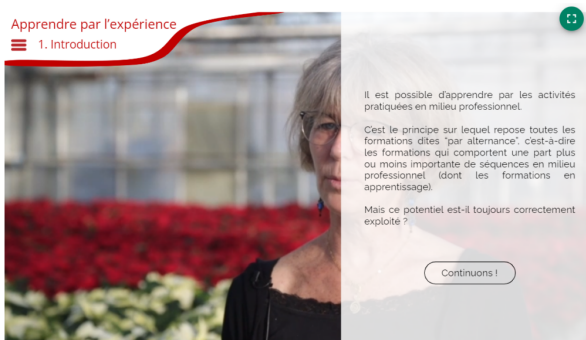 Apprendre par l'expérience
1. Introduction
Il est possible d'apprendre par les activités
pratiquées en milieu professionnel.
C'est le principe sur lequel repose toutes les
formations dites "par alternance", c'est-à-dire
les formations qui comportent une part plus
ou moins importante de séquences en milieu
professionnel (dont les formations en
apprentissage).
Mais ce potentiel est-il toujours correctement
exploité ?
Continuons !